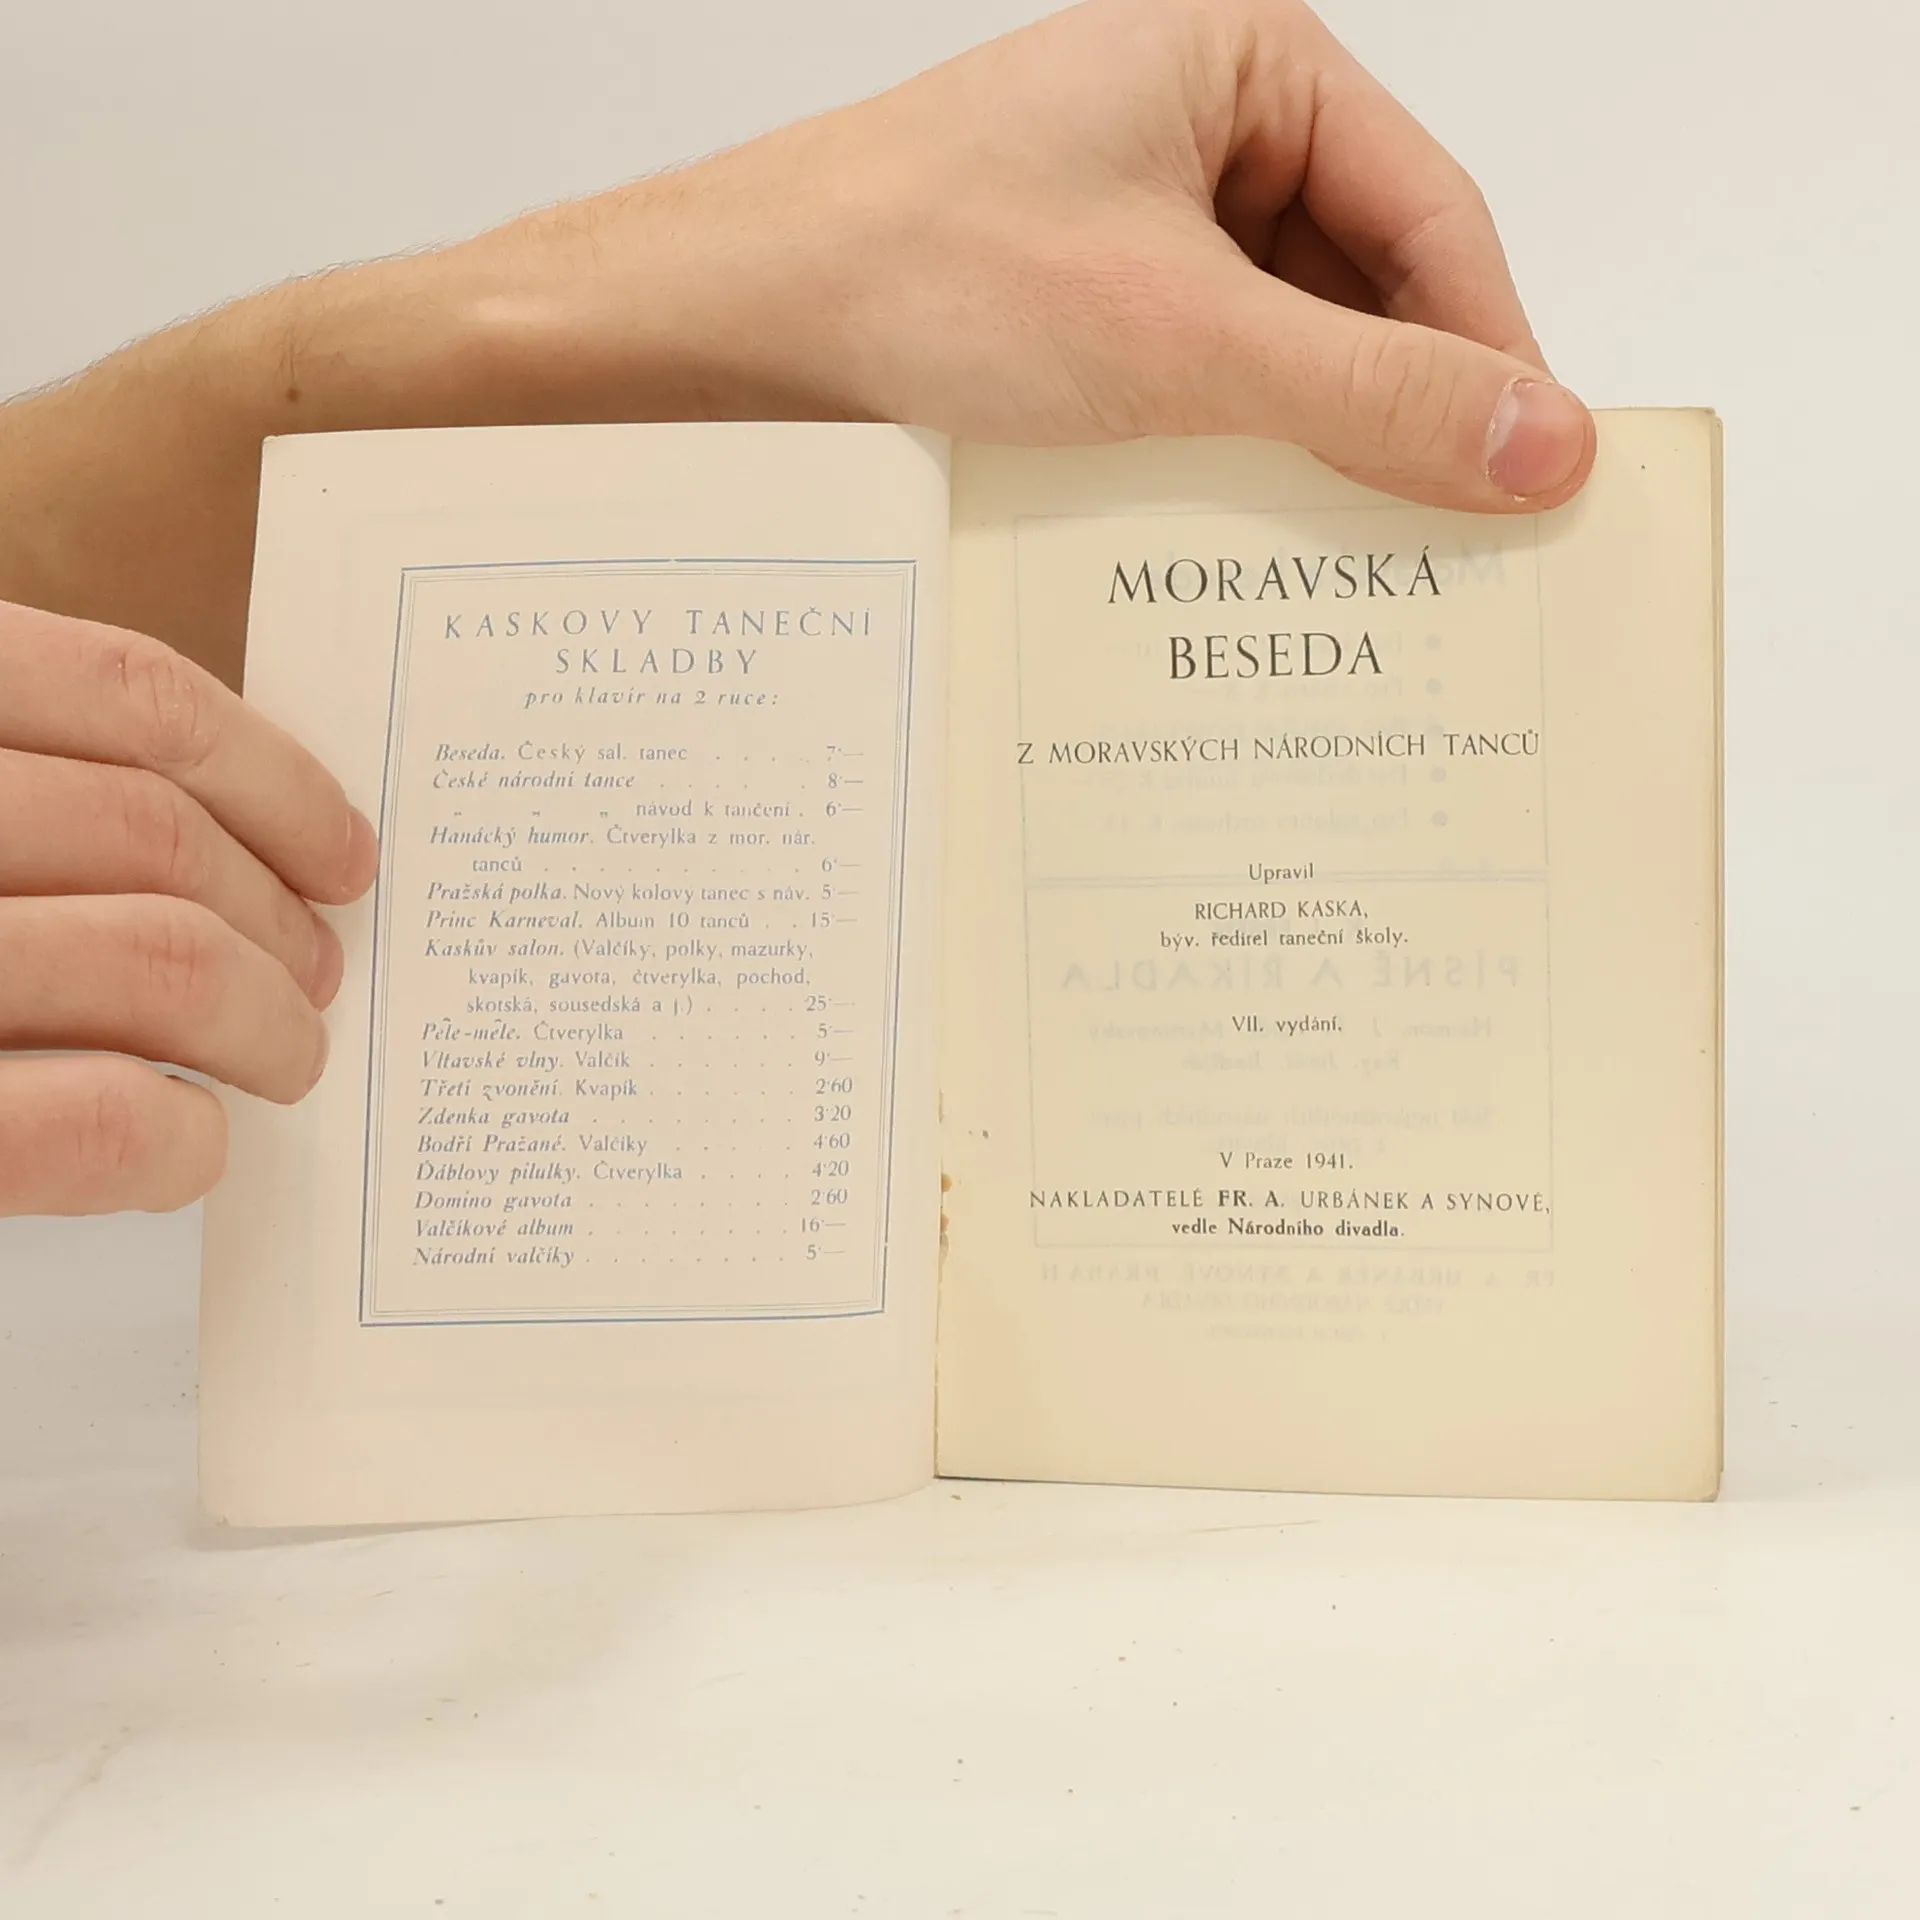 KASKOVY TANEČNÍ
SKLADBY
pro klavír na 2 ruce:
Beseda. Český sal. tanec . . . . 7·—
České národní tance . . . . 8·—
„ „ „ návod k tančení . 6·—
Hanácký humor. Čtverylka z mor. nár.
tanců . . . . . . . . . . 6·—
Pražská polka. Nový kolový tanec s náv. 5·—
Princ Karneval. Album 10 tanců . . 15·—
Kaskův salon. (Valčíky, polky, mazurky,
kvapík, gavota, čtverylka, pochod,
skotská, sousedská a j.) . . . . 25·—
Pêle-mêle. Čtverylka . . . . . . 5·—
Vltavské vlny. Valčík . . . . . . 9·—
Třetí zvonění. Kvapík . . . . . . 2·60
Zdenka gavota . . . . . . . . 3·20
Bodří Pražané. Valčíky . . . . . 4·60
Ďáblovy pilulky. Čtverylka . . . . 4·20
Domino gavota . . . . . . . . 2·60
Valčíkové album . . . . . . . . 16·—
Národní valčíky . . . . . . . . 5·—
MORAVSKÁ
BESEDA
Z MORAVSKÝCH NÁRODNÍCH TANCŮ
Upravil
RICHARD KASKA,
býv. ředitel taneční školy.
VII. vydání.
V Praze 1941.
NAKLADATELÉ FR. A. URBÁNEK A SYNOVÉ,
vedle Národního divadla.